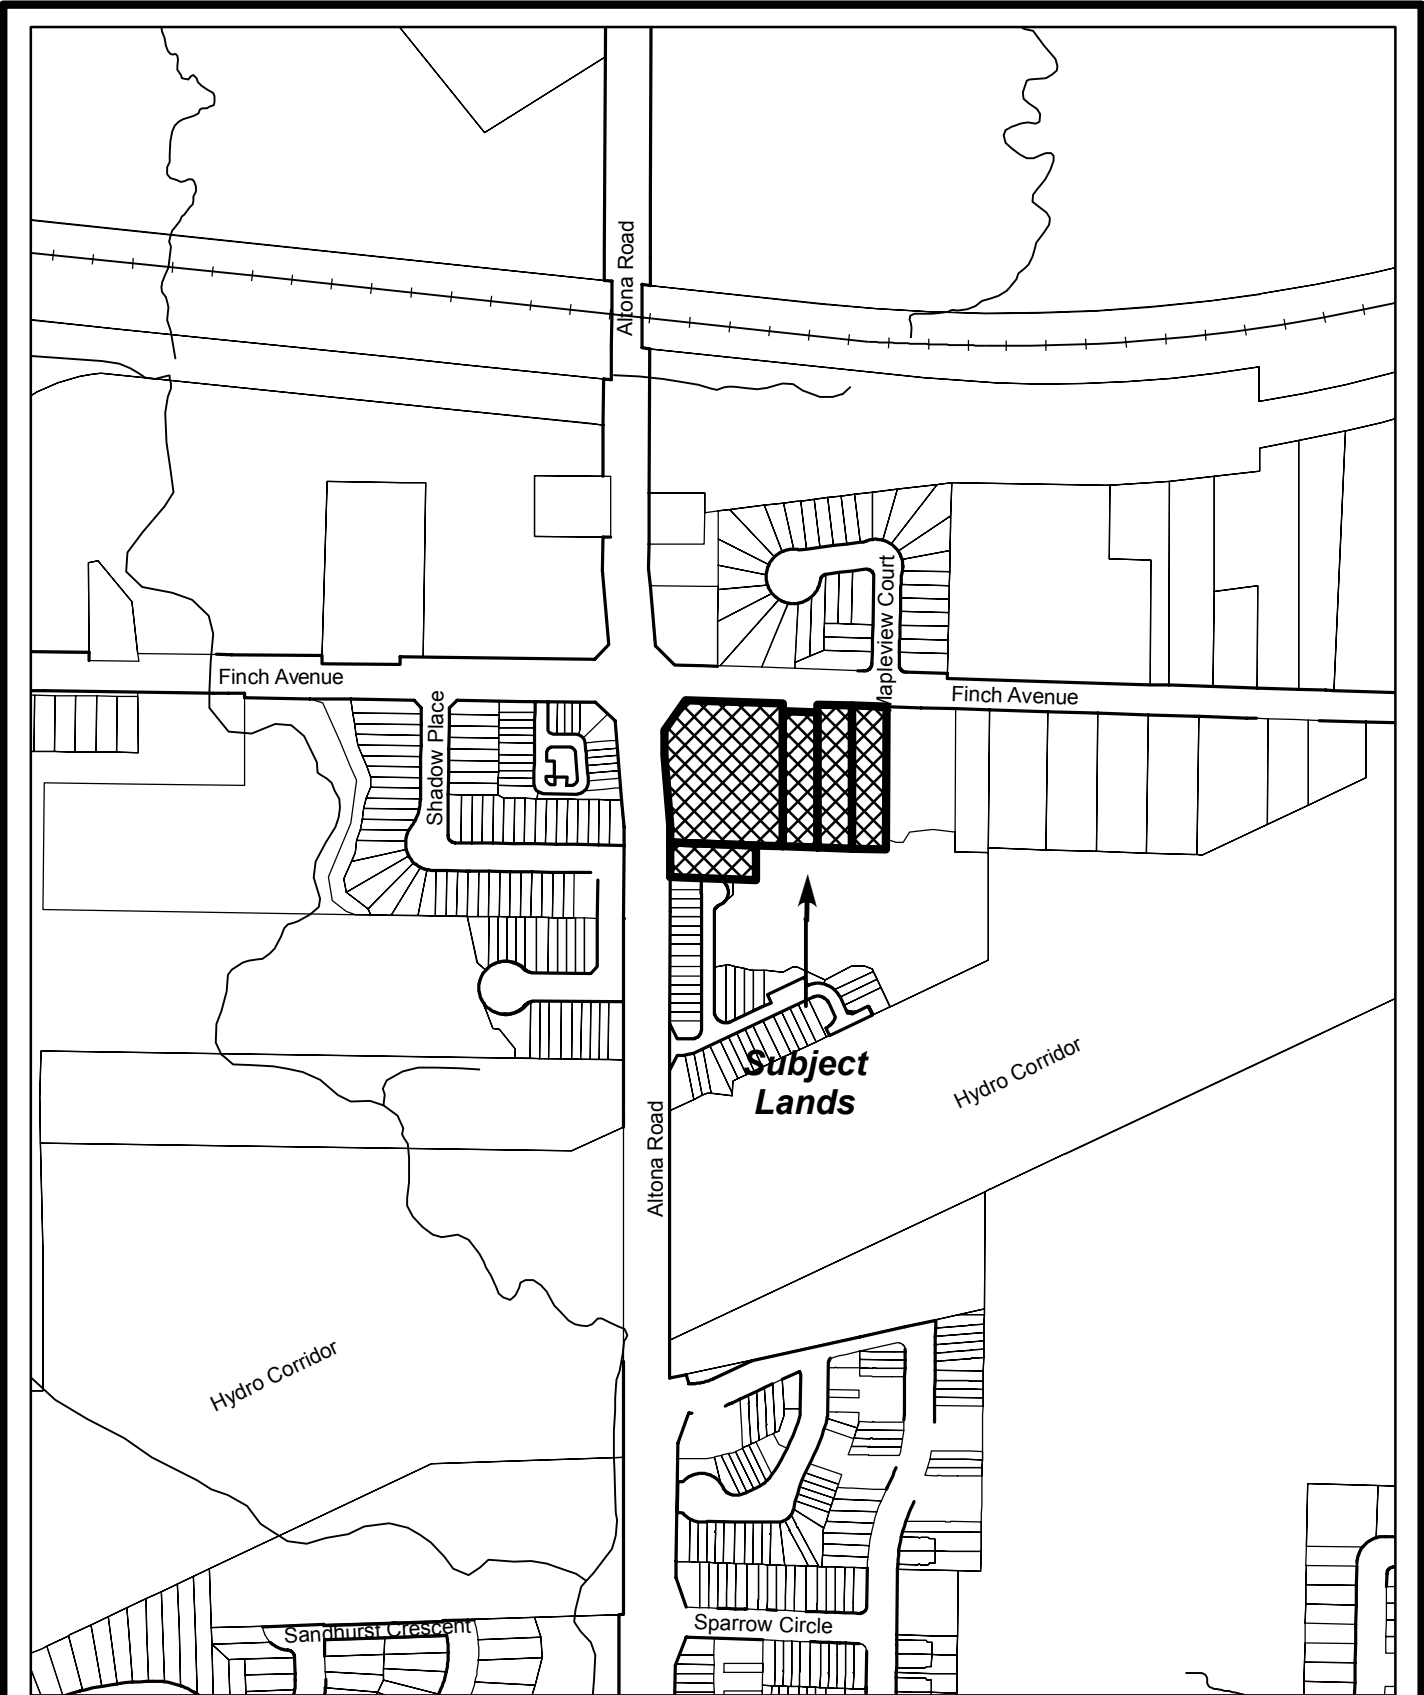 Altona Road
Mapleview Court
Finch Avenue
Finch Avenue
Shadow Place
Subject
Lands
Hydro Corridor
Altona Road
Hydro Corridor
Sandhurst Crescent
Sparrow Circle